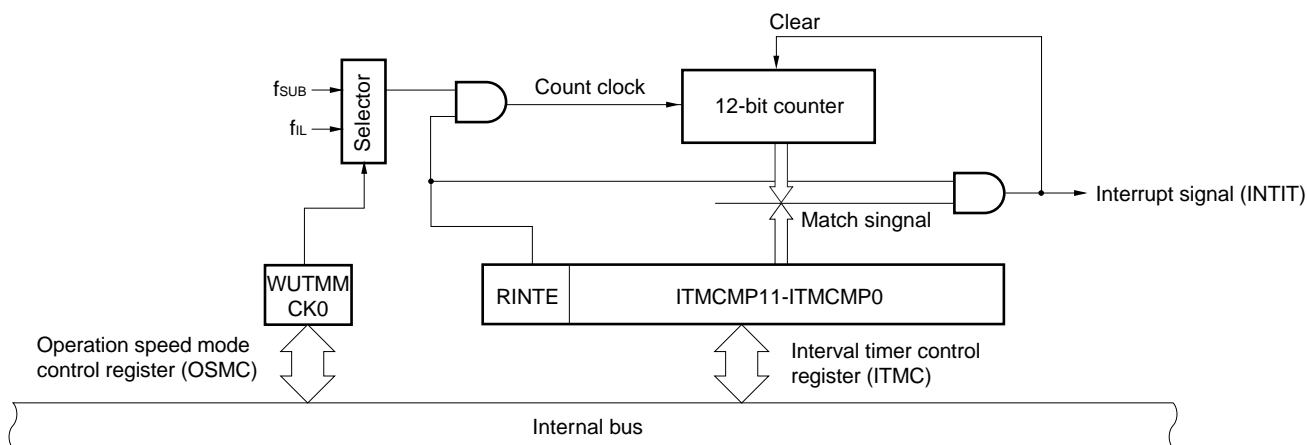 Clear
fSUB
fIL
Selector
Count clock
12-bit counter
Interrupt signal (INTIT)
Match singnal
WUTMM
CK0
RINTE
ITMCMP11-ITMCMP0
Operation speed mode
control register (OSMC)
Interval timer control
register (ITMC)
Internal bus